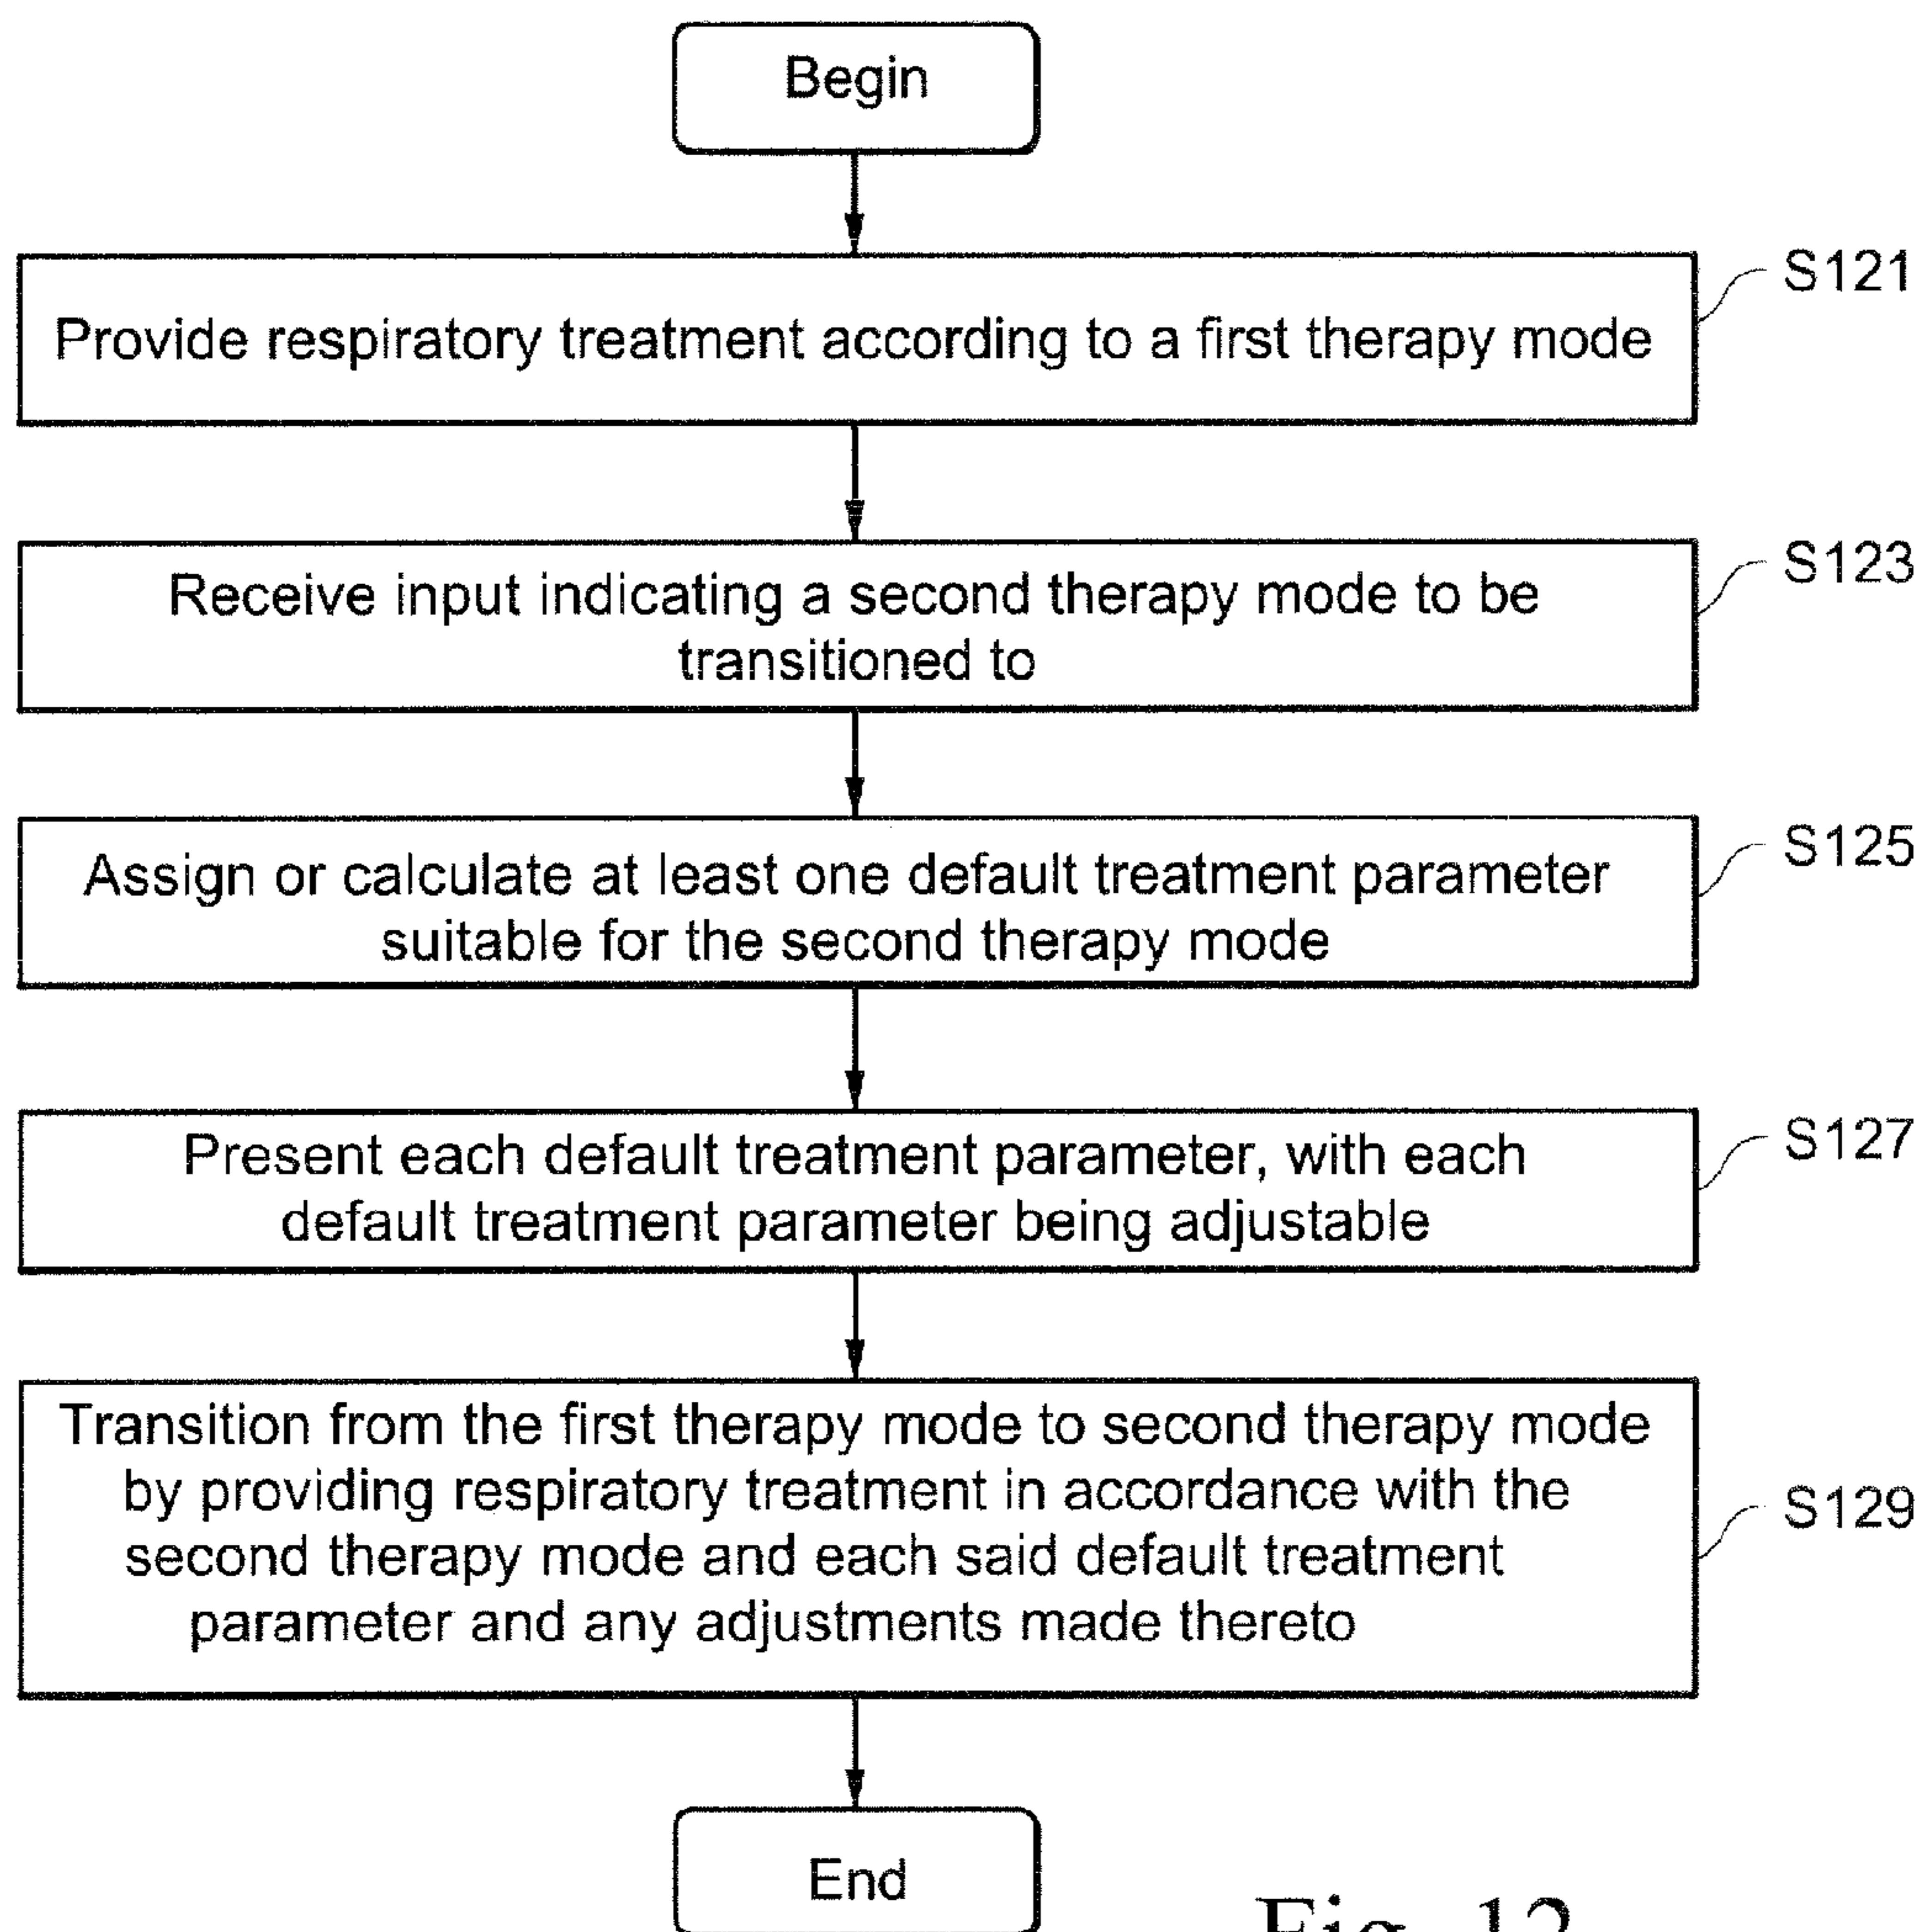 Begin
Provide respiratory treatment according to a first therapy mode
S121
Receive input indicating a second therapy mode to be
transitioned to
S123
Assign or calculate at least one default treatment parameter
suitable for the second therapy mode
S125
Present each default treatment parameter, with each
default treatment parameter being adjustable
S127
Transition from the first therapy mode to second therapy mode
by providing respiratory treatment in accordance with the
second therapy mode and each said default treatment
parameter and any adjustments made thereto
S129
End
Fig. 12